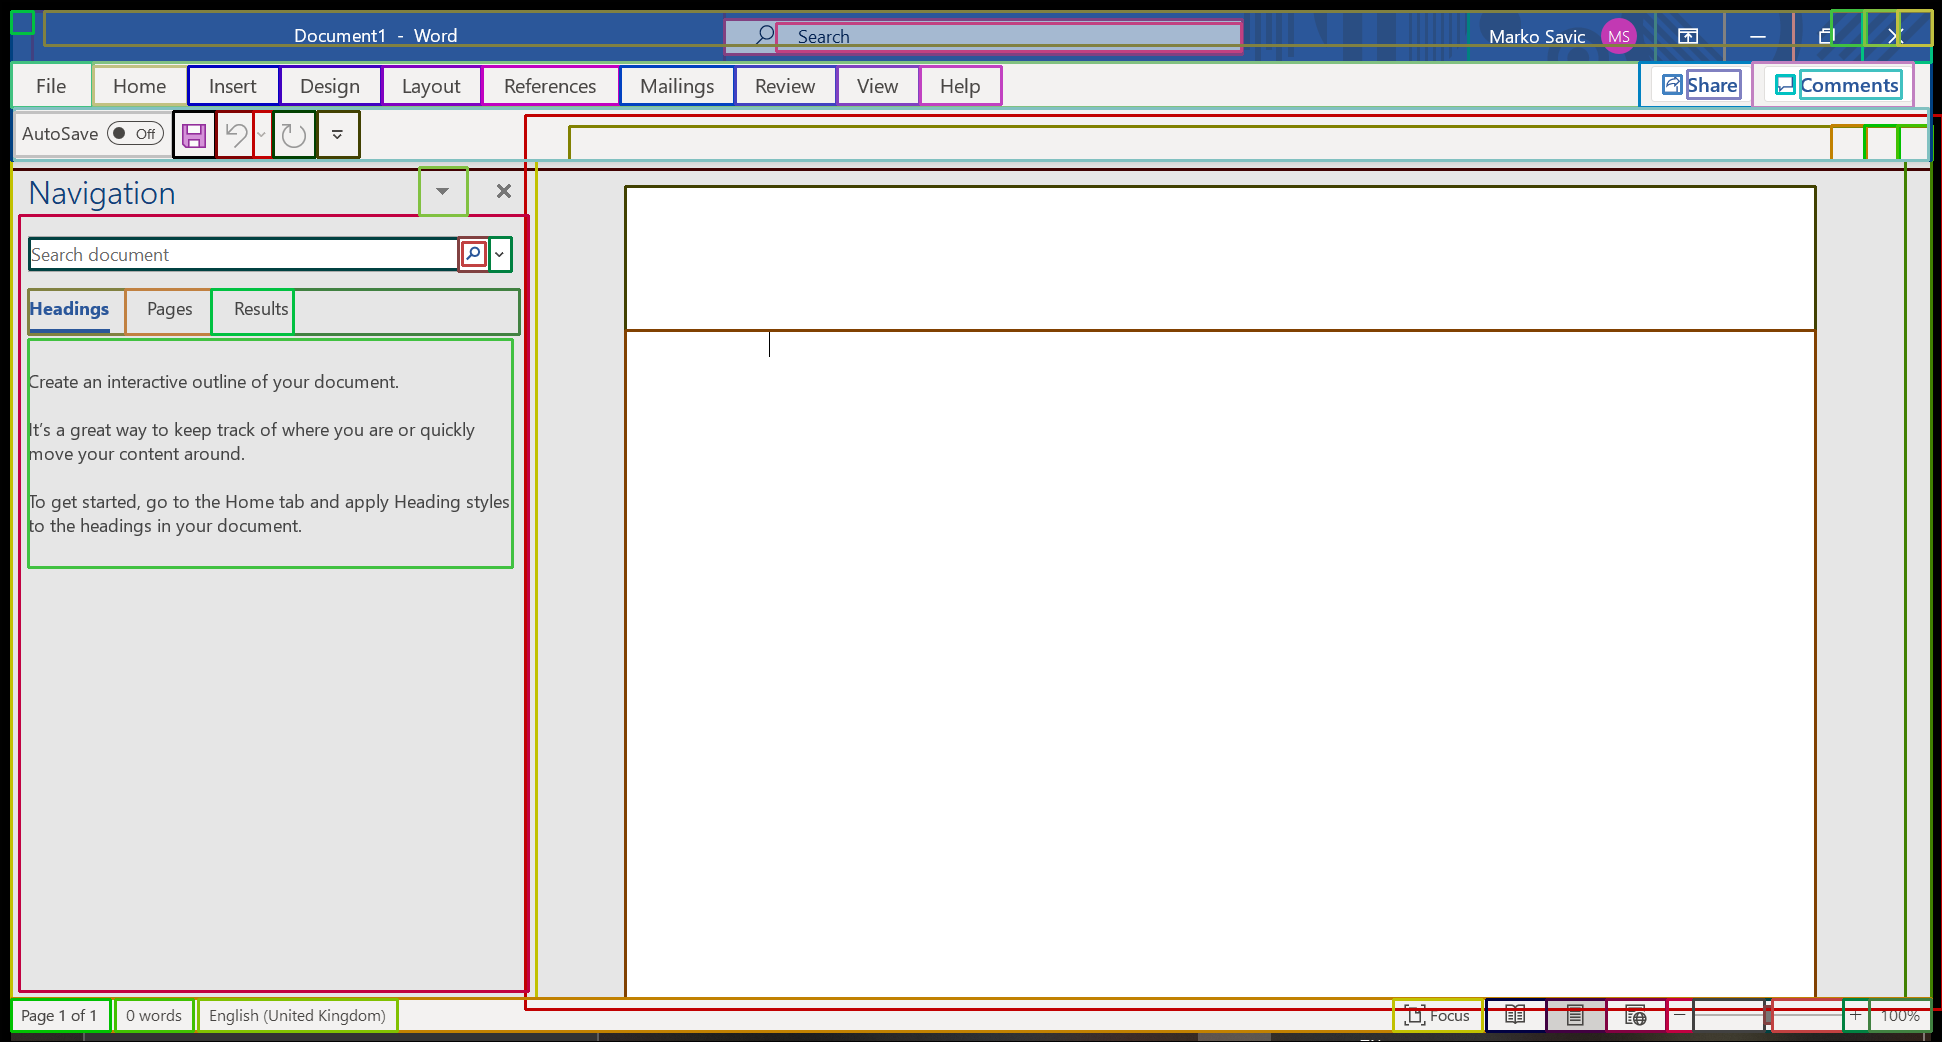 Document1 - Word
Search
Marko Savic
MS
File
Home
Insert
Design
Layout
References
Mailings
Review
View
Help
Share
Comments
AutoSave
Off
Navigation
Search document
Headings
Pages
Results
Create an interactive outline of your document.
It's a great way to keep track of where you are or quickly
move your content around.
To get started, go to the Home tab and apply Heading styles
to the headings in your document.
Page 1 of 1
0 words
English (United Kingdom)
Focus
100%